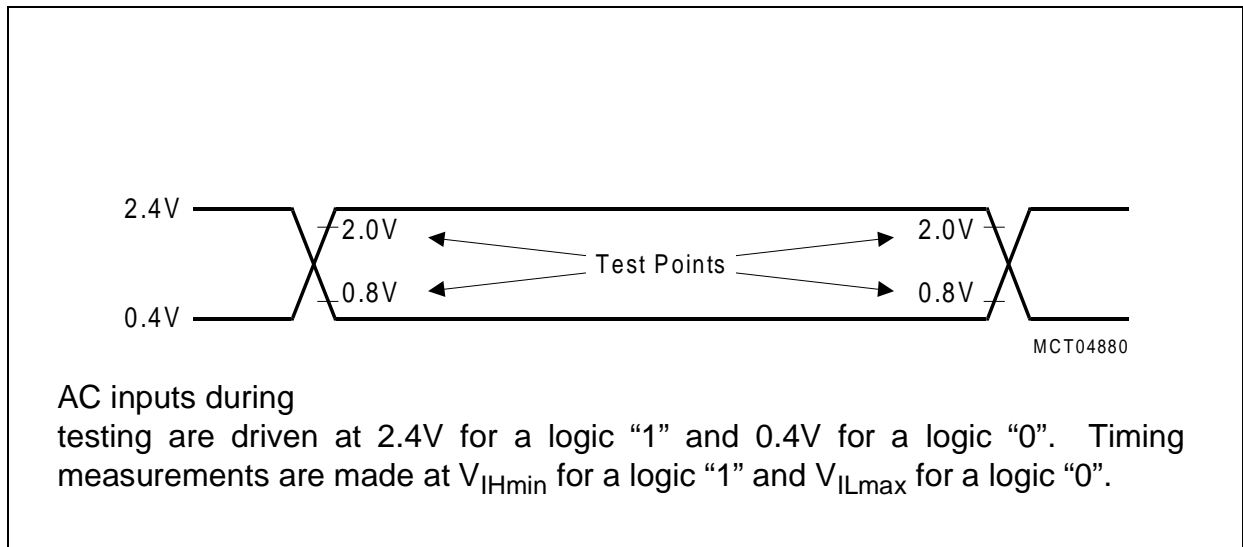 2.4V
2.0V
2.0V
Test Points
0.8V
0.8V
0.4V
MCT04880
AC inputs during
testing are driven at 2.4V for a logic “1” and 0.4V for a logic “0”. Timing
measurements are made at VIHmin for a logic “1” and VILmax for a logic “0”.